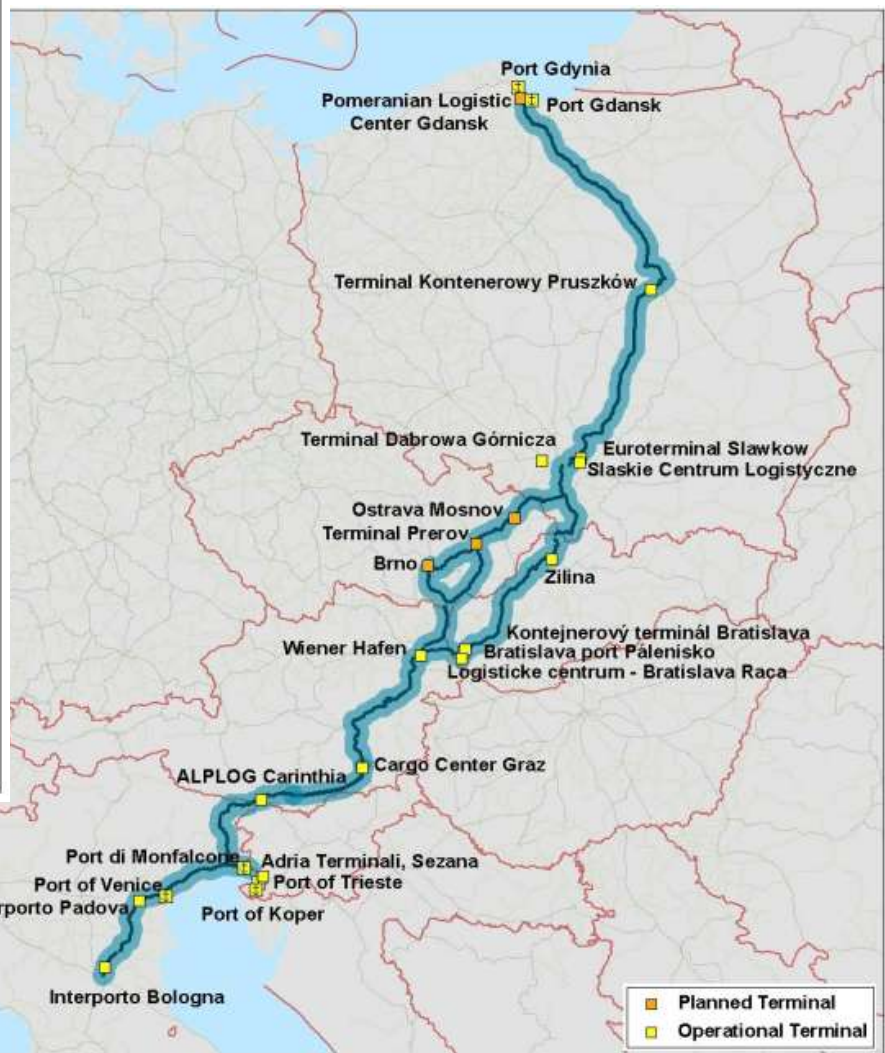 Port Gdynia
Pomeranian Logistic
Center Gdansk
Port Gdansk
Terminal Kontenerowy Pruszków
Terminal Dabrowa Górnicza
Euroterminal Slawkow
Slaskie Centrum Logistyczne
Ostrava Mosnov
Terminal Prerov
Brno
Zilina
Kontejnerový terminál Bratislava
Wiener Hafen
Bratislava port Pálenisko
Logisticke centrum - Bratislava Raca
Cargo Center Graz
ALPLOG Carinthia
Port di Monfalcone
Adria Terminali, Sezana
Port of Venice
Port of Trieste
rporto Padova
Port of Koper
Interporto Bologna
Planned Terminal
Operational Terminal